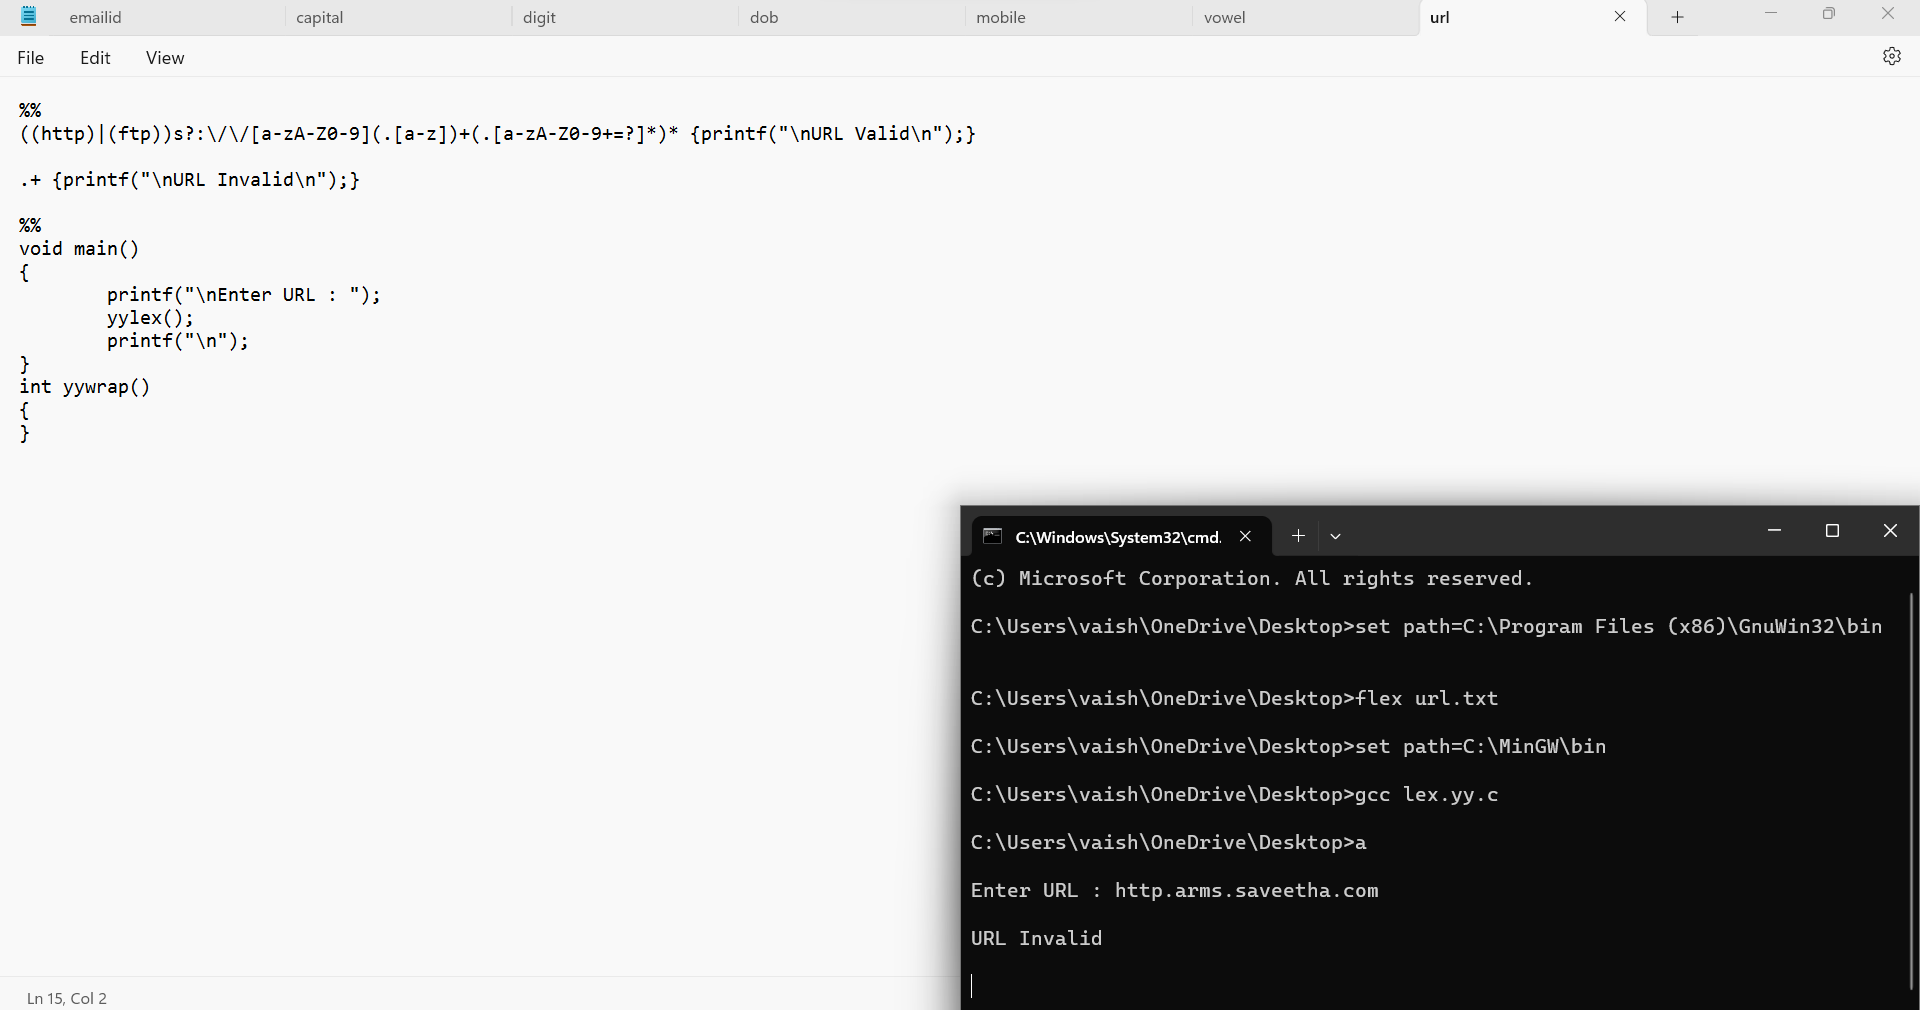 emailid capital digit dob mobile vowel url
File Edit View
%%
((http)|(ftp))s?:\/\/[a-zA-Z0-9](.[a-z])+(.[a-zA-Z0-9+=?]*)* {printf("\nURL Valid\n");}
.+ {printf("\nURL Invalid\n");}
%%
void main()
{
        printf("\nEnter URL : ");
        yylex();
        printf("\n");
}
int yywrap()
{
}
C:\Windows\System32\cmd.
(c) Microsoft Corporation. All rights reserved.
C:\Users\vaish\OneDrive\Desktop>set path=C:\Program Files (x86)\GnuWin32\bin
C:\Users\vaish\OneDrive\Desktop>flex url.txt
C:\Users\vaish\OneDrive\Desktop>set path=C:\MinGW\bin
C:\Users\vaish\OneDrive\Desktop>gcc lex.yy.c
C:\Users\vaish\OneDrive\Desktop>a
Enter URL : http.arms.saveetha.com
URL Invalid
Ln 15, Col 2